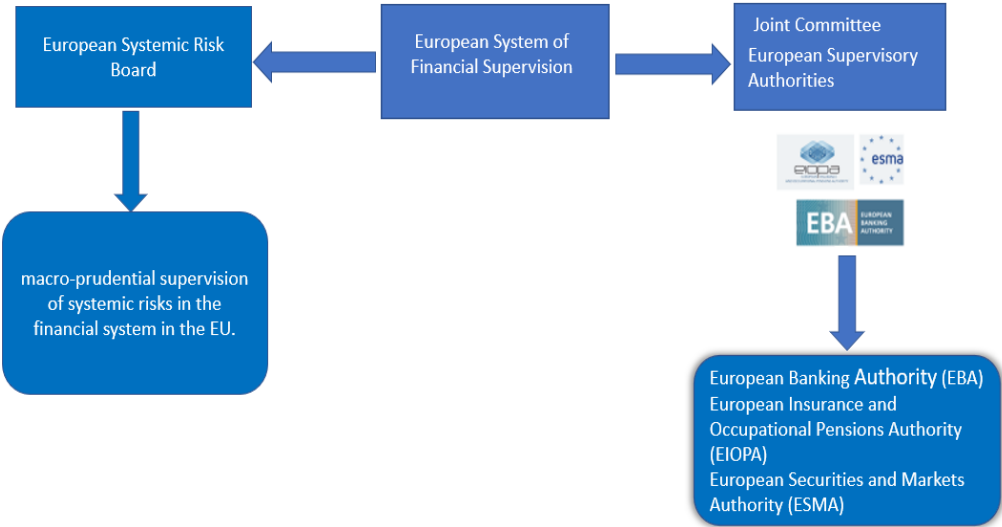 European Systemic Risk
Board
European System of
Financial Supervision
Joint Committee
European Supervisory
Authorities
eiopa
esma
EBA
EUROPEAN
BANKING
AUTHORITY
macro-prudential supervision
of systemic risks in the
financial system in the EU.
European Banking Authority (EBA)
European Insurance and
Occupational Pensions Authority
(EIOPA)
European Securities and Markets
Authority (ESMA)